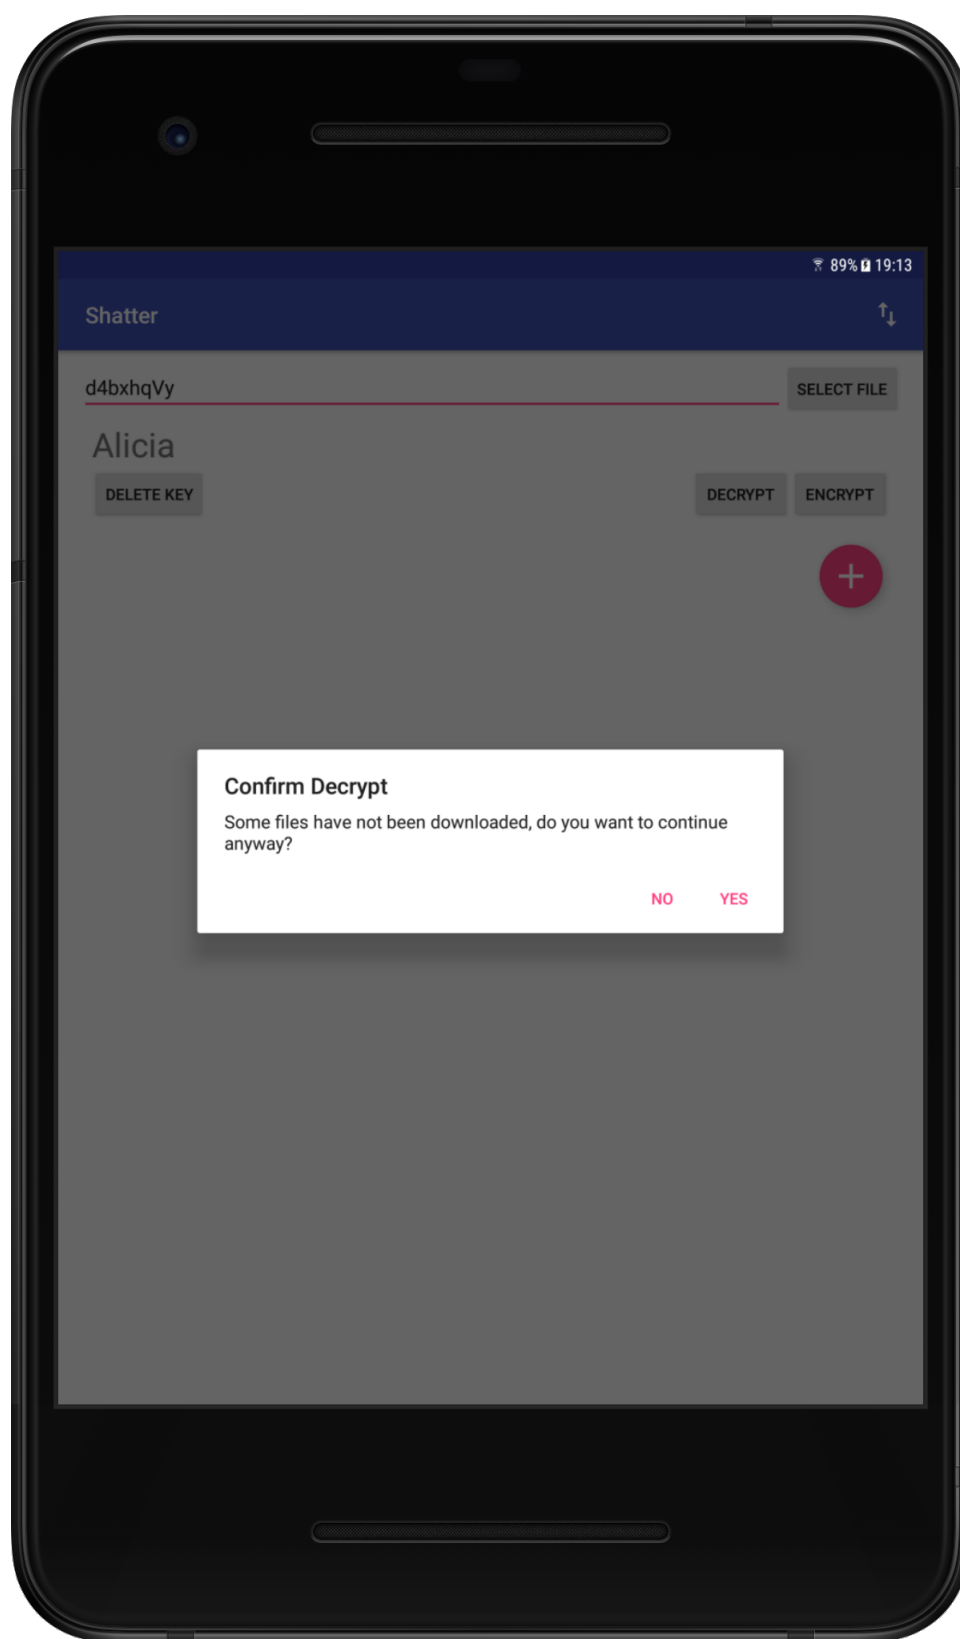 89% 19:13
Shatter
d4bxhqVy
SELECT FILE
Alicia
DELETE KEY
DECRYPT
ENCRYPT
Confirm Decrypt
Some files have not been downloaded, do you want to continue
anyway?
NO
YES